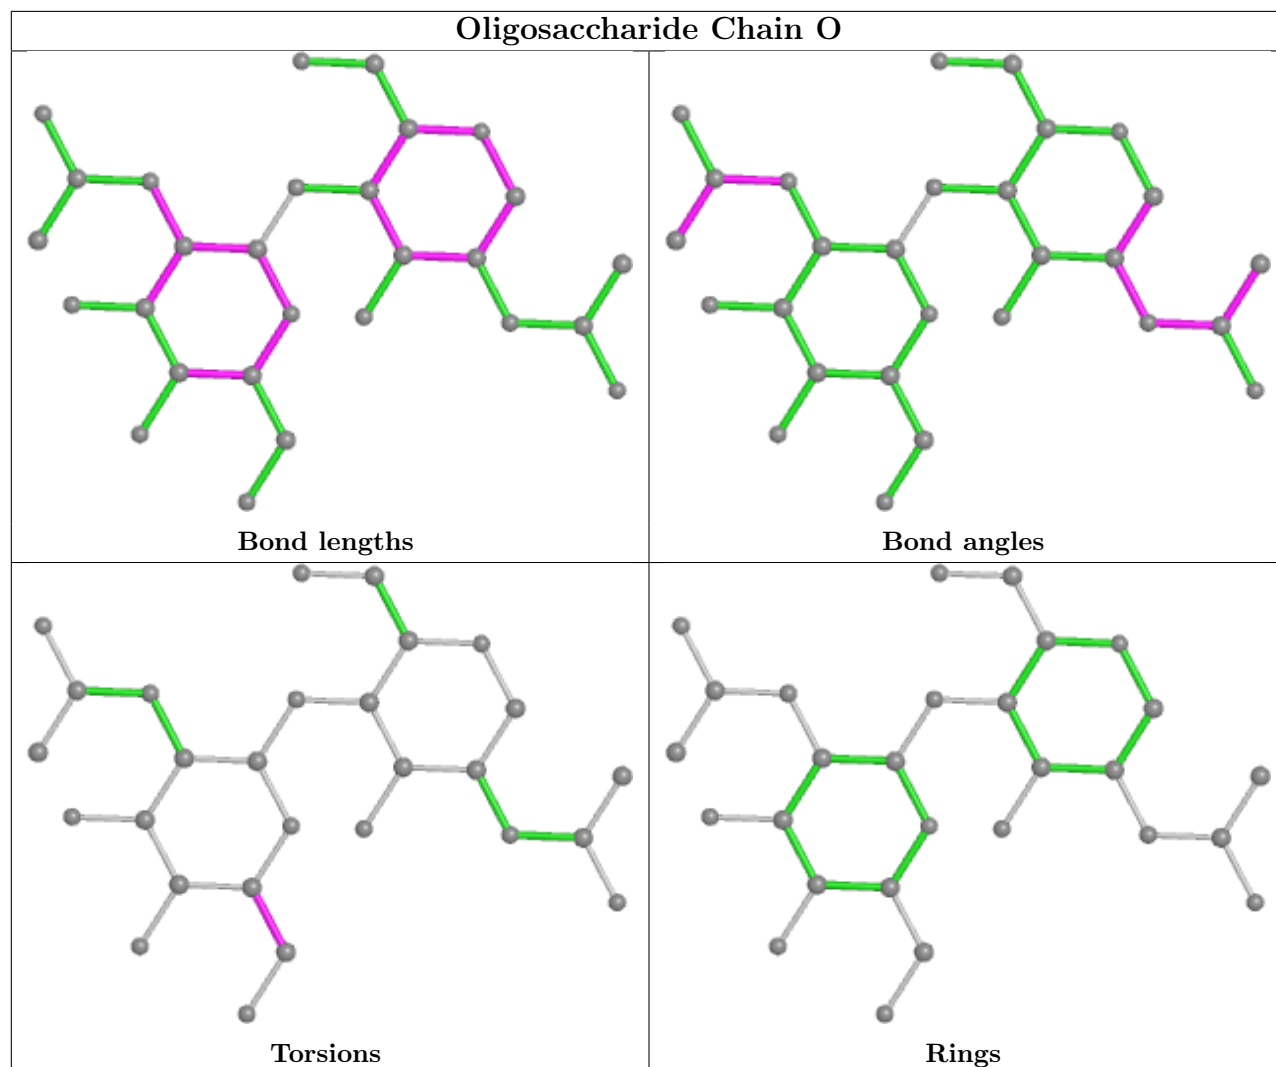 Oligosaccharide Chain O
Bond lengths
Bond angles
Torsions
Rings